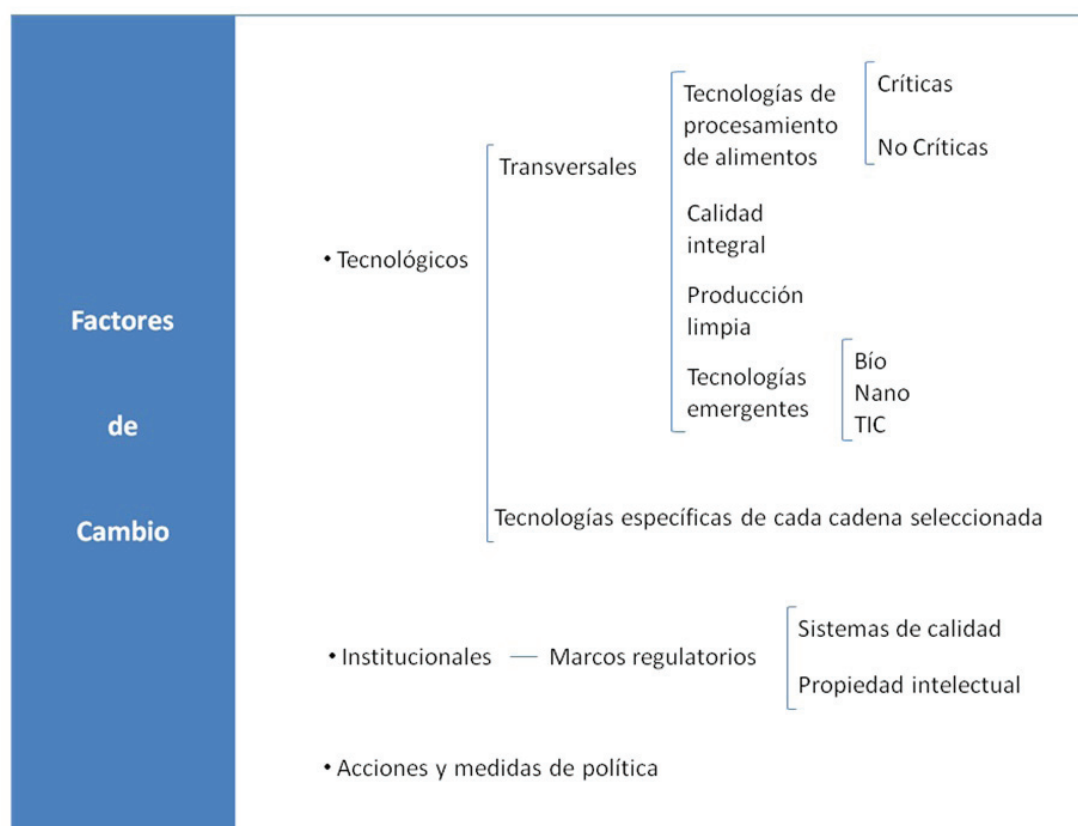 Factores
de
Cambio
• Tecnológicos
Transversales
Tecnologías de
procesamiento
de alimentos
Críticas
No Críticas
Calidad
integral
Producción
limpia
Tecnologías
emergentes
Bío
Nano
TIC
Tecnologías específicas de cada cadena seleccionada
• Institucionales — Marcos regulatorios
Sistemas de calidad
Propiedad intelectual
• Acciones y medidas de política